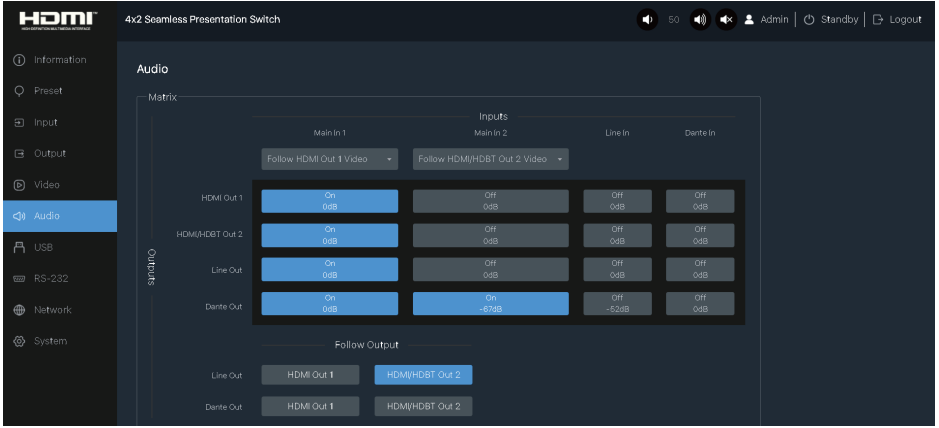 HDMI
HIGH-DEFINITION MULTIMEDIA INTERFACE
4x2 Seamless Presentation Switch
50
Admin
Standby
Logout
Information
Preset
Input
Output
Video
Audio
USB
RS-232
Network
System
Audio
Matrix
Inputs
Main In 1 Main In 2 Line In Dante In
Follow HDMI Out 1 Video Follow HDMI/HDBT Out 2 Video
Outputs
HDMI Out 1 On Off Off Off
0dB 0dB 0dB 0dB
HDMI/HDBT Out 2 On Off Off Off
0dB 0dB 0dB 0dB
Line Out On Off Off Off
0dB 0dB 0dB 0dB
Dante Out On On Off Off
0dB -67dB -52dB 0dB
Follow Output
Line Out HDMI Out 1 HDMI/HDBT Out 2
Dante Out HDMI Out 1 HDMI/HDBT Out 2